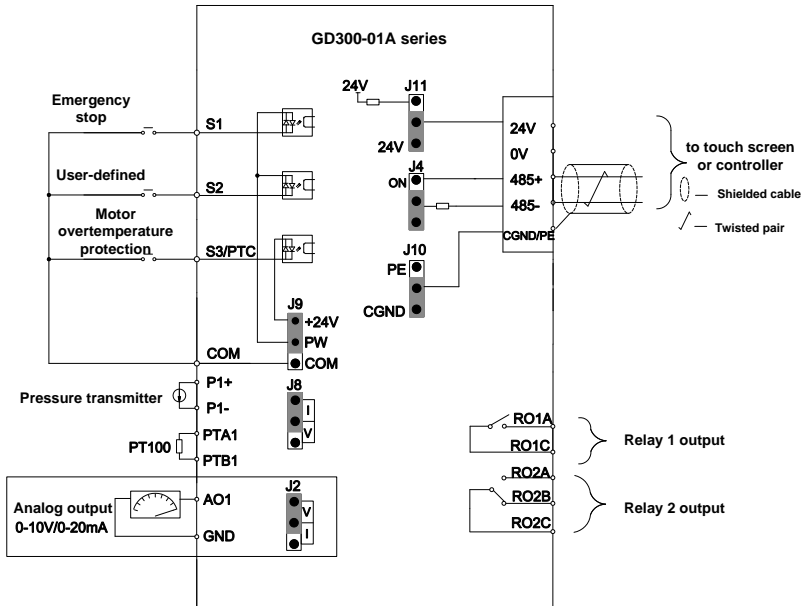 GD300-01A series
24V
J11
24V
Emergency
stop
S1
User-defined
S2
Motor
overtemperature
protection
S3/PTC
J4
ON
J10
PE
CGND
24V
0V
485+
485-
CGND/PE
to touch screen
or controller
Shielded cable
Twisted pair
J9
+24V
PW
COM
COM
Pressure transmitter
P1+
P1-
J8
I
V
PT100
PTA1
PTB1
Analog output
0-10V/0-20mA
AO1
GND
J2
V
I
RO1A
RO1C
Relay 1 output
RO2A
RO2B
RO2C
Relay 2 output